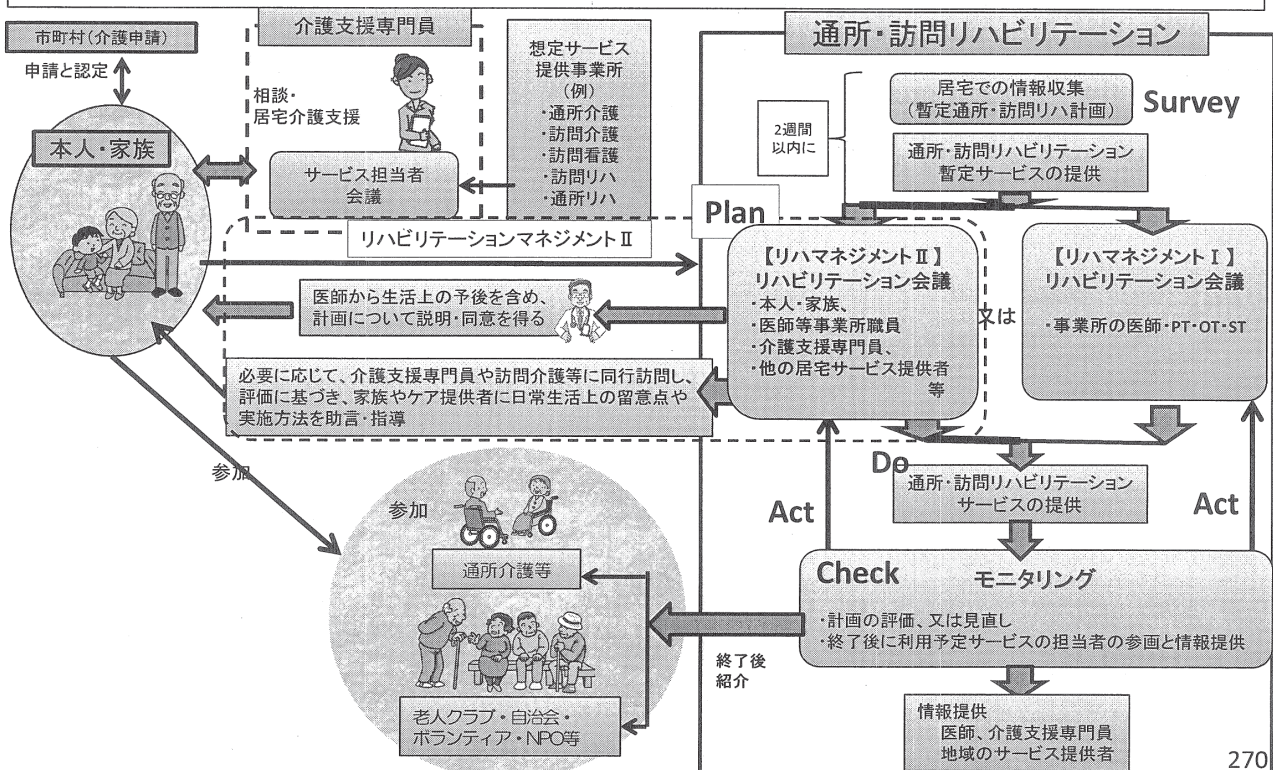 市町村(介護申請)
申請と認定
本人・家族
介護支援専門員
相談・
居宅介護支援
サービス担当者
会議
想定サービス
提供事業所
(例)
・通所介護
・訪問介護
・訪問看護
・訪問リハ
・通所リハ
通所・訪問リハビリテーション
2週間
以内に
居宅での情報収集
(暫定通所・訪問リハ計画)
Survey
通所・訪問リハビリテーション
暫定サービスの提供
Plan
リハビリテーションマネジメントⅡ
【リハマネジメントⅡ】
リハビリテーション会議
・本人・家族、
・医師等事業所職員
・介護支援専門員、
・他の居宅サービス提供者
等
又は
【リハマネジメントⅠ】
リハビリテーション会議
・事業所の医師・PT・OT・ST
医師から生活上の予後を含め、
計画について説明・同意を得る
必要に応じて、介護支援専門員や訪問介護等に同行訪問し、
評価に基づき、家族やケア提供者に日常生活上の留意点や
実施方法を助言・指導
Do
通所・訪問リハビリテーション
サービスの提供
Act
Act
Check
モニタリング
・計画の評価、又は見直し
・終了後に利用予定サービスの担当者の参画と情報提供
参加
参加
通所介護等
老人クラブ・自治会・
ボランティア・NPO等
終了後
紹介
情報提供
医師、介護支援専門員
地域のサービス提供者
270